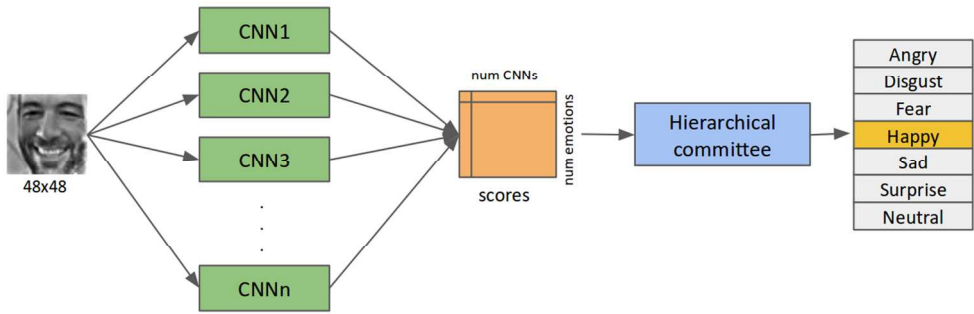 CNN1
CNN2
CNN3
.
.
.
CNNn
48x48
num CNNs
num emotions
scores
Hierarchical
committee
Angry
Disgust
Fear
Happy
Sad
Surprise
Neutral